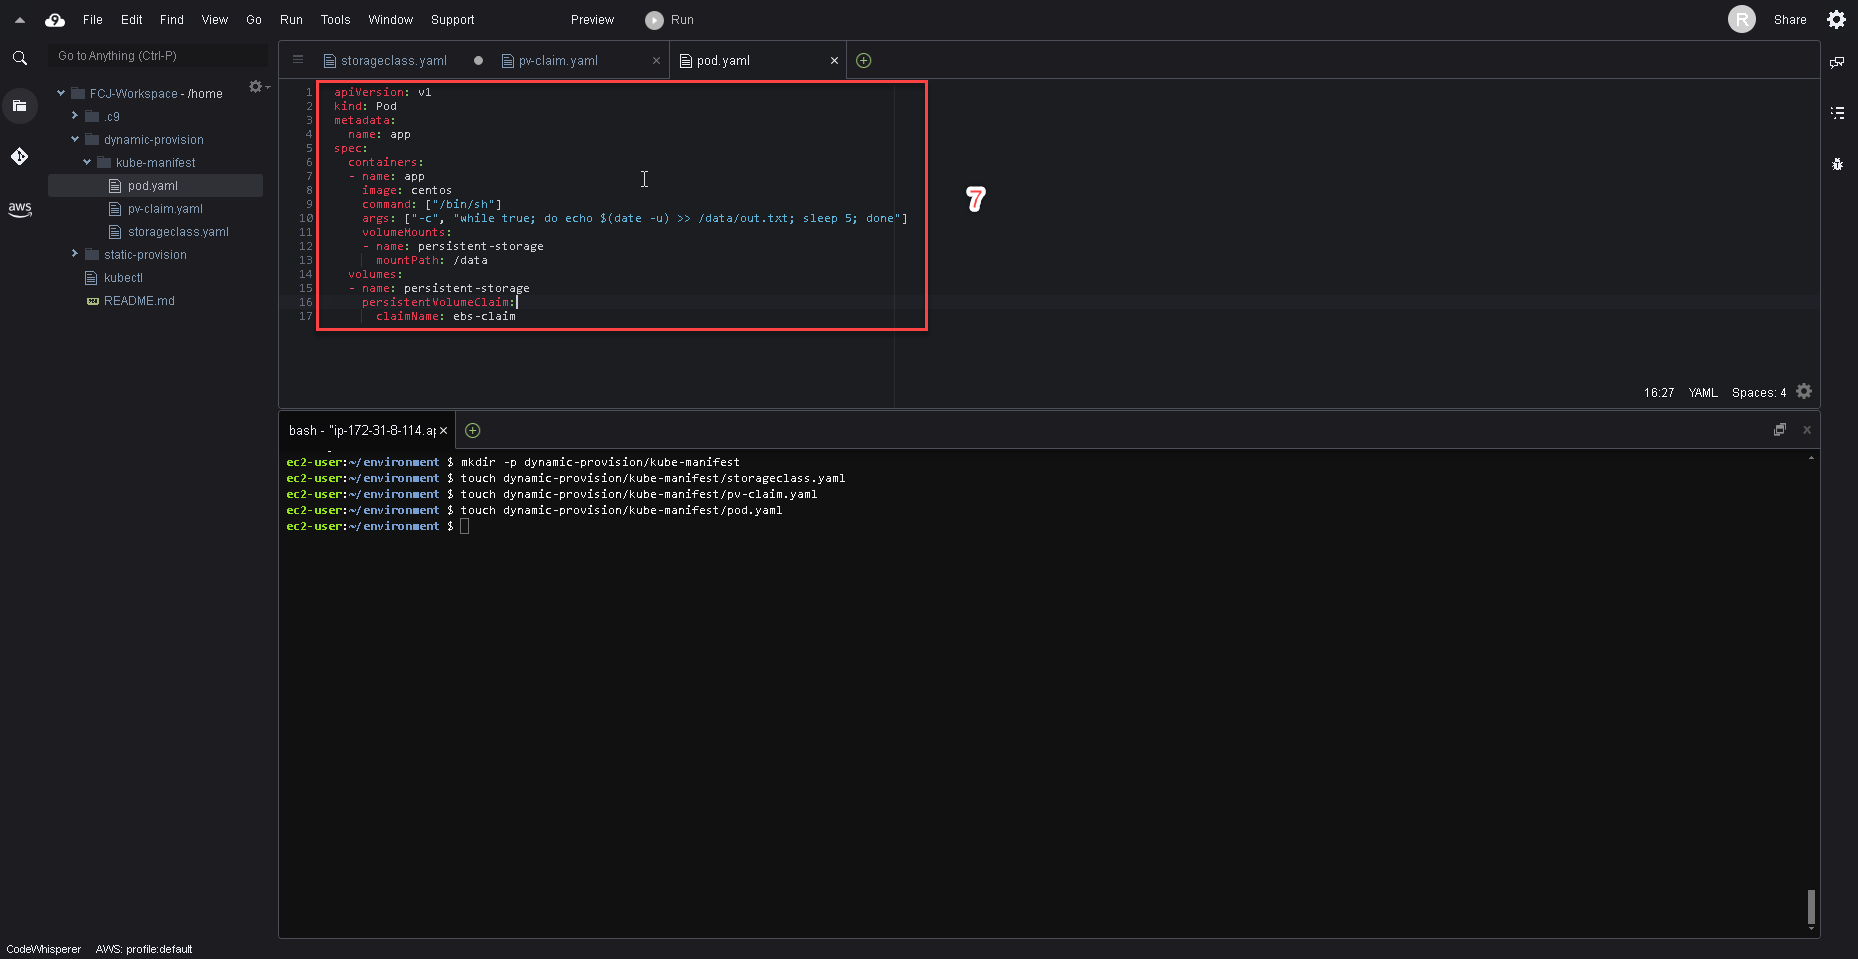 File Edit Find View Go Run Tools Window Support Preview Run R Share
Go to Anything (Ctrl-P)
FCJ-Workspace - /home
.c9
dynamic-provision
kube-manifest
pod.yaml
pv-claim.yaml
storageclass.yaml
static-provision
kubectl
README.md
aws
storageclass.yaml pv-claim.yaml pod.yaml
1 apiVersion: v1
2 kind: Pod
3 metadata:
4 name: app
5 spec:
6 containers:
7 - name: app
8 image: centos
9 command: ["/bin/sh"]
10 args: ["-c", "while true; do echo $(date -u) >> /data/out.txt; sleep 5; done"]
11 volumeMounts:
12 - name: persistent-storage
13 mountPath: /data
14 volumes:
15 - name: persistent-storage
16 persistentVolumeClaim:
17 claimName: ebs-claim
7
16:27 YAML Spaces: 4
bash - "ip-172-31-8-114.ap
ec2-user:~/environment $ mkdir -p dynamic-provision/kube-manifest
ec2-user:~/environment $ touch dynamic-provision/kube-manifest/storageclass.yaml
ec2-user:~/environment $ touch dynamic-provision/kube-manifest/pv-claim.yaml
ec2-user:~/environment $ touch dynamic-provision/kube-manifest/pod.yaml
ec2-user:~/environment $
CodeWhisperer AWS: profile:default